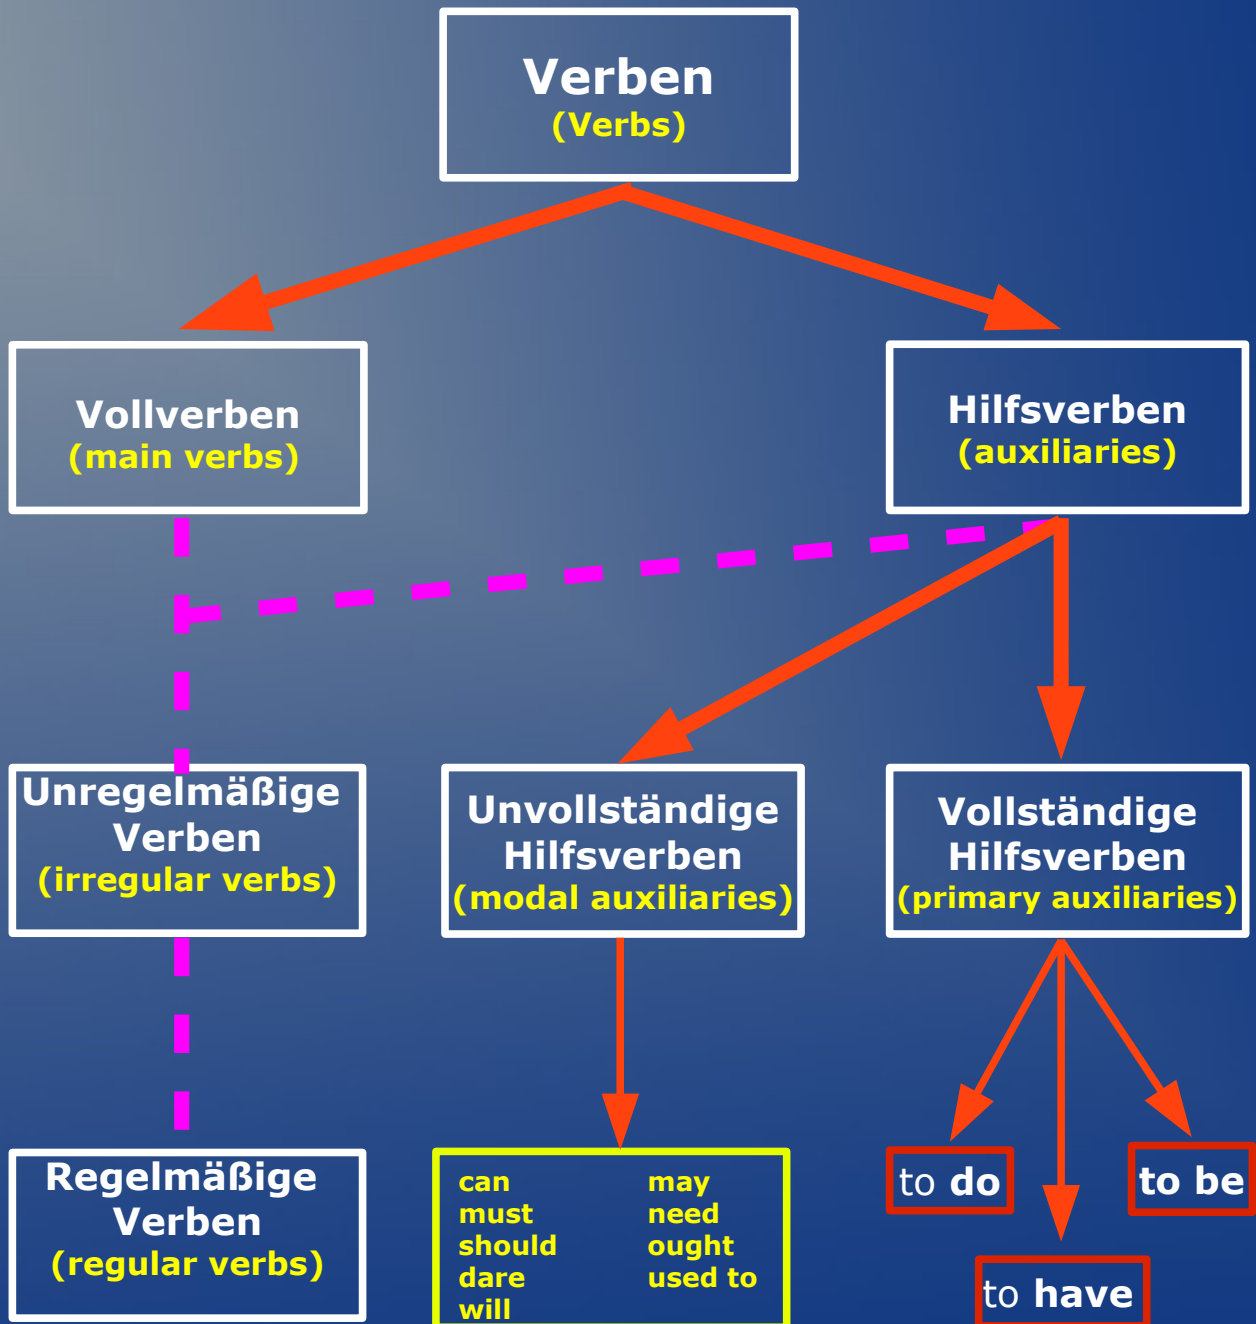 Verben
(Verbs)
Vollverben
(main verbs)
Hilfsverben
(auxiliaries)
Unregelmäßige
Verben
(irregular verbs)
Unvollständige
Hilfsverben
(modal auxiliaries)
Vollständige
Hilfsverben
(primary auxiliaries)
Regelmäßige
Verben
(regular verbs)
can may
must need
should ought
dare used to
will
to do
to be
to have